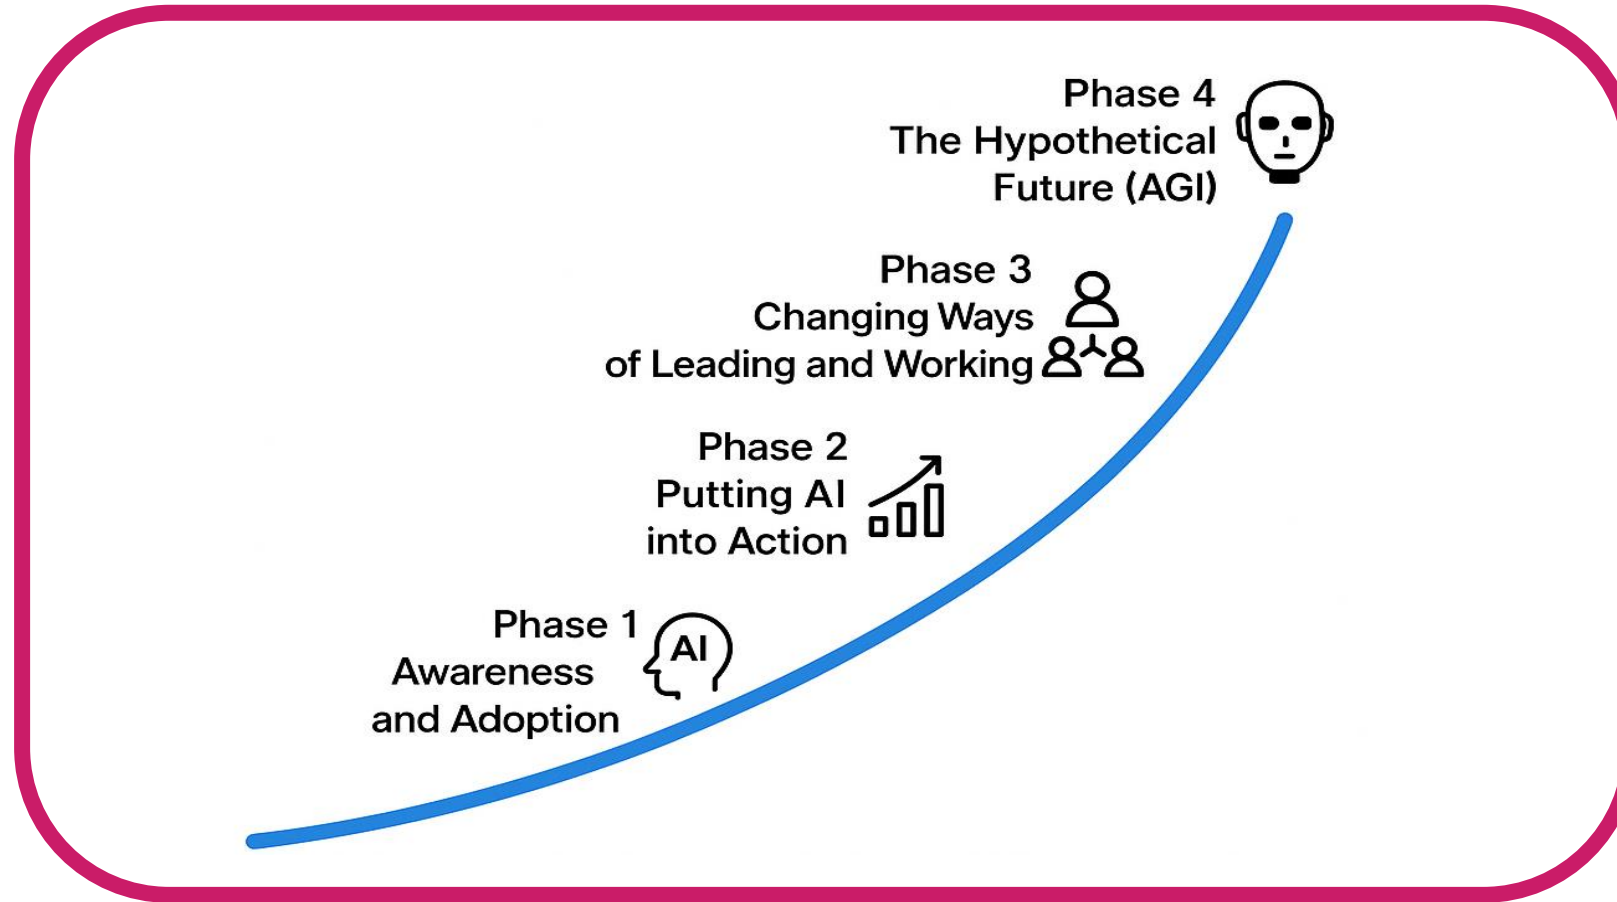 Phase 4
The Hypothetical
Future (AGI)
Phase 3
Changing Ways
of Leading and Working
Phase 2
Putting AI
into Action
Phase 1
AI
Awareness
and Adoption